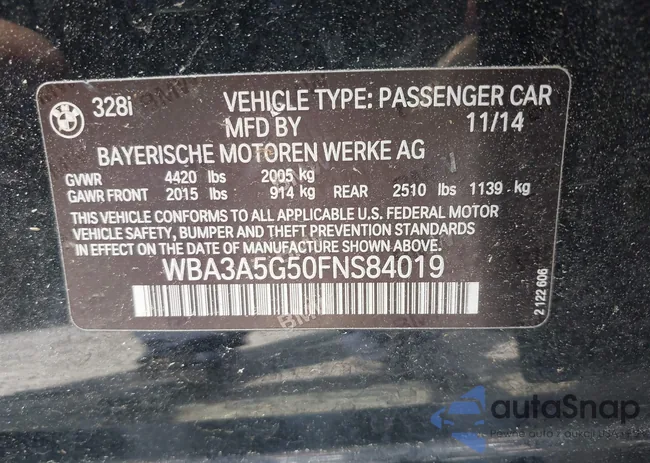 328i VEHICLE TYPE: PASSENGER CAR
MFD BY 11/14
BAYERISCHE MOTOREN WERKE AG
GVWR 4420 lbs 2005 kg
GAWR FRONT 2015 lbs 914 kg REAR 2510 lbs 1139 kg
THIS VEHICLE CONFORMS TO ALL APPLICABLE U.S. FEDERAL MOTOR
VEHICLE SAFETY, BUMPER AND THEFT PREVENTION STANDARDS
IN EFFECT ON THE DATE OF MANUFACTURE SHOWN ABOVE.
WBA3A5G50FNS84019
2 122 606
autaSnap